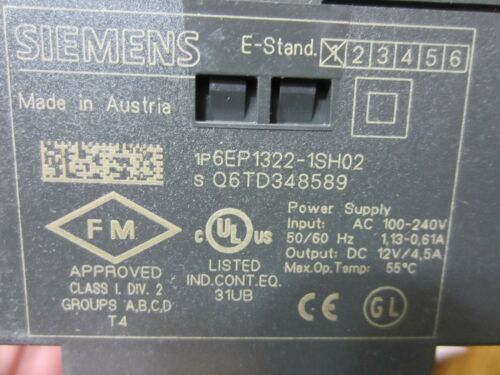 SIEMENS
E-Stand. 1 2 3 4 5 6
Made in Austria
1P 6EP1322-1SH02
S Q6TD348589
FM
APPROVED
CLASS I, DIV. 2
GROUPS A,B,C,D
T4
C UL US
LISTED
IND.CONT.EQ.
31UB
Power Supply
Input: AC 100-240V
50/60 Hz 1,13-0,61A
Output: DC 12V/4,5A
Max.Op.Temp: 55°C
CE GL